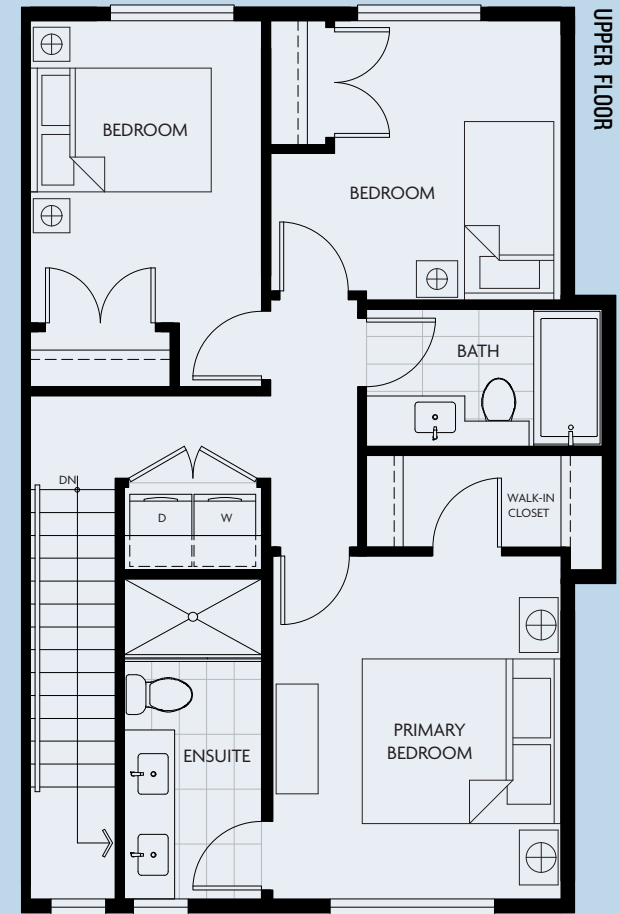 UPPER FLOOR
BEDROOM
BEDROOM
BATH
DN
D
W
WALK-IN
CLOSET
PRIMARY
BEDROOM
ENSUITE